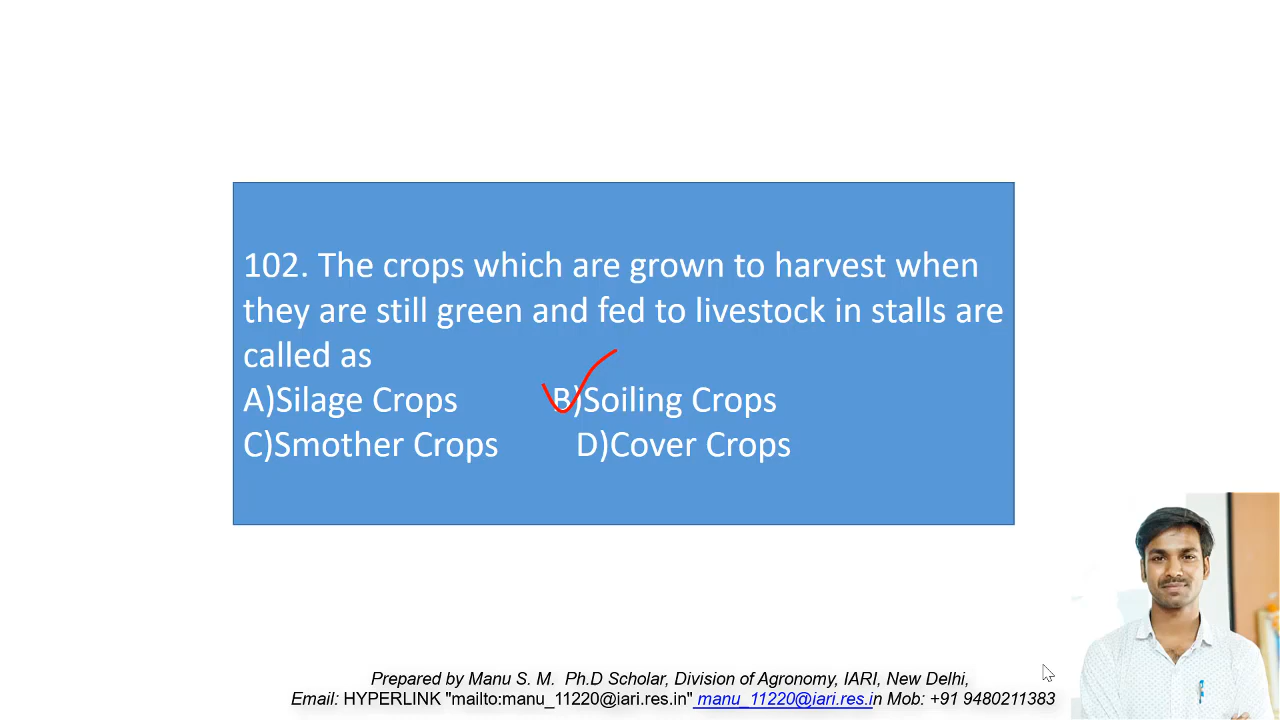 102. The crops which are grown to harvest when
they are still green and fed to livestock in stalls are
called as
A)Silage Crops B)Soiling Crops
C)Smother Crops D)Cover Crops
Prepared by Manu S. M. Ph.D Scholar, Division of Agronomy, IARI, New Delhi,
Email: HYPERLINK "mailto:manu_11220@iari.res.in" manu_11220@iari.res.in Mob: +91 9480211383